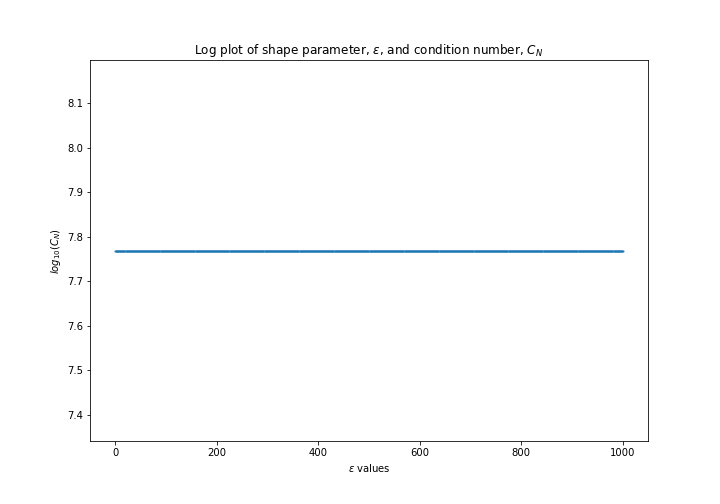 Log plot of shape parameter, ε, and condition number, C_N
8.1
8.0
7.9
7.8
7.7
7.6
7.5
7.4
log₁₀(C_N)
0 200 400 600 800 1000
ε values